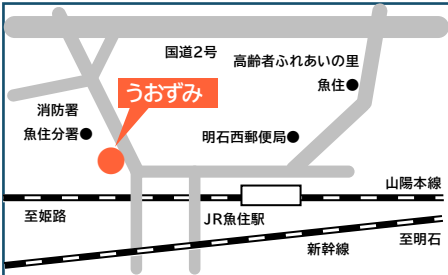 国道2号
高齢者ふれあいの里
魚住
うおずみ
消防署
魚住分署
明石西郵便局
山陽本線
至姫路
JR魚住駅
新幹線
至明石